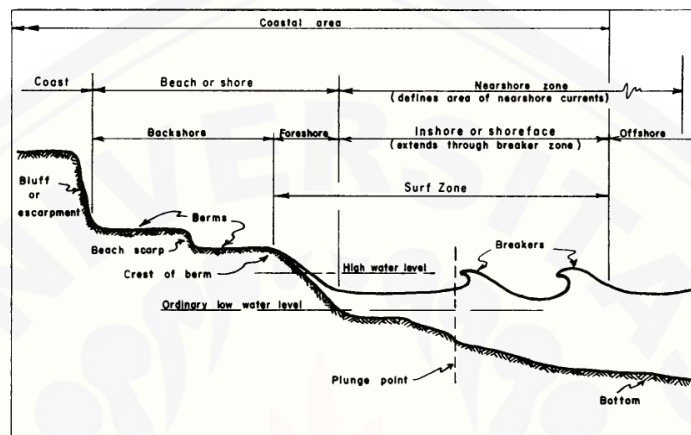 Coastal area
Coast
Beach or shore
Nearshore zone
(defines area of nearshore currents)
Backshore
Foreshore
Inshore or shoreface
(extends through breaker zone)
Offshore
Surf Zone
Bluff
or
escarpment
Berms
Beach scarp
Crest of berm
High water level
Breakers
Ordinary low water level
Plunge point
Bottom